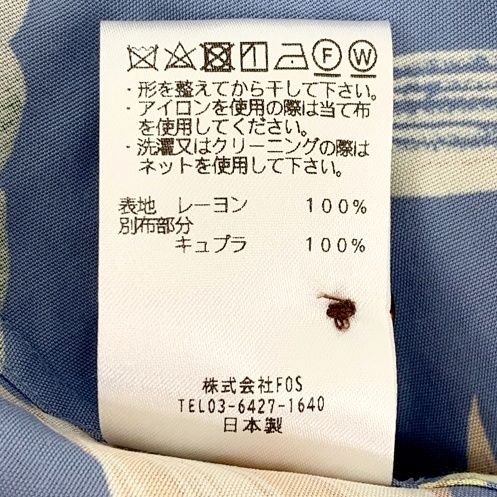 F W
・形を整えてから干して下さい。
・アイロンを使用の際は当て布
を使用してください。
・洗濯又はクリーニングの際は
ネットを使用して下さい。
表地 レーヨン 100%
別布部分
キュプラ 100%
株式会社FOS
TEL03-6427-1640
日本製